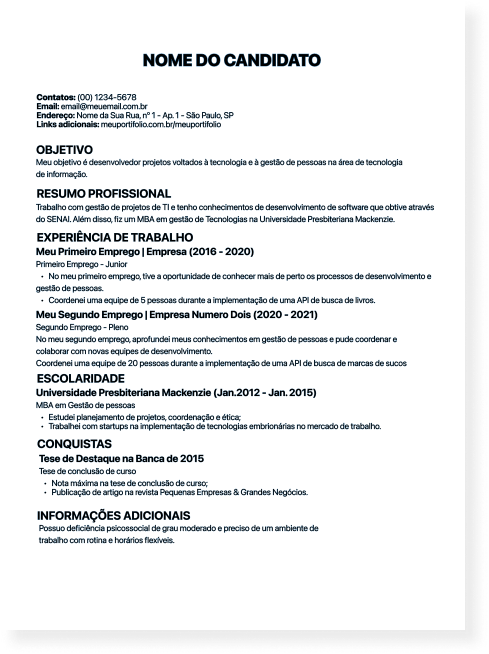 NOME DO CANDIDATO
Contatos: (00) 1234-5678
Email: email@meuemail.com.br
Endereço: Nome da Sua Rua, nº 1 - Ap. 1 - São Paulo, SP
Links adicionais: meuportifolio.com.br/meuportifolio
OBJETIVO
Meu objetivo é desenvolvedor projetos voltados à tecnologia e à gestão de pessoas na área de tecnologia
de informação.
RESUMO PROFISSIONAL
Trabalho com gestão de projetos de TI e tenho conhecimentos de desenvolvimento de software que obtive através
do SENAI. Além disso, fiz um MBA em gestão de Tecnologias na Universidade Presbiteriana Mackenzie.
EXPERIÊNCIA DE TRABALHO
Meu Primeiro Emprego | Empresa (2016 - 2020)
Primeiro Emprego - Junior
• No meu primeiro emprego, tive a oportunidade de conhecer mais de perto os processos de desenvolvimento e
gestão de pessoas.
• Coordenei uma equipe de 5 pessoas durante a implementação de uma API de busca de livros.
Meu Segundo Emprego | Empresa Numero Dois (2020 - 2021)
Segundo Emprego - Pleno
No meu segundo emprego, aprofundei meus conhecimentos em gestão de pessoas e pude coordenar e
colaborar com novas equipes de desenvolvimento.
Coordenei uma equipe de 20 pessoas durante a implementação de uma API de busca de marcas de sucos
ESCOLARIDADE
Universidade Presbiteriana Mackenzie (Jan.2012 - Jan. 2015)
MBA em Gestão de pessoas
• Estudei planejamento de projetos, coordenação e ética;
• Trabalhei com startups na implementação de tecnologias embrionárias no mercado de trabalho.
CONQUISTAS
Tese de Destaque na Banca de 2015
Tese de conclusão de curso
• Nota máxima na tese de conclusão de curso;
• Publicação de artigo na revista Pequenas Empresas & Grandes Negócios.
INFORMAÇÕES ADICIONAIS
Possuo deficiência psicossocial de grau moderado e preciso de um ambiente de
trabalho com rotina e horários flexíveis.